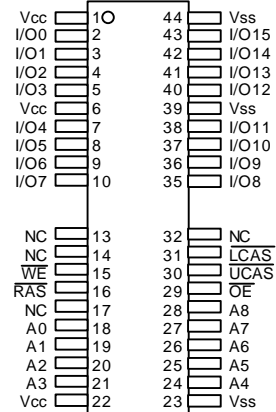 Vcc 1 44 Vss
I/O0 2 43 I/O15
I/O1 3 42 I/O14
I/O2 4 41 I/O13
I/O3 5 40 I/O12
Vcc 6 39 Vss
I/O4 7 38 I/O11
I/O5 8 37 I/O10
I/O6 9 36 I/O9
I/O7 10 35 I/O8
NC 13 32 NC
NC 14 31 LCAS
WE 15 30 UCAS
RAS 16 29 OE
NC 17 28 A8
A0 18 27 A7
A1 19 26 A6
A2 20 25 A5
A3 21 24 A4
Vcc 22 23 Vss